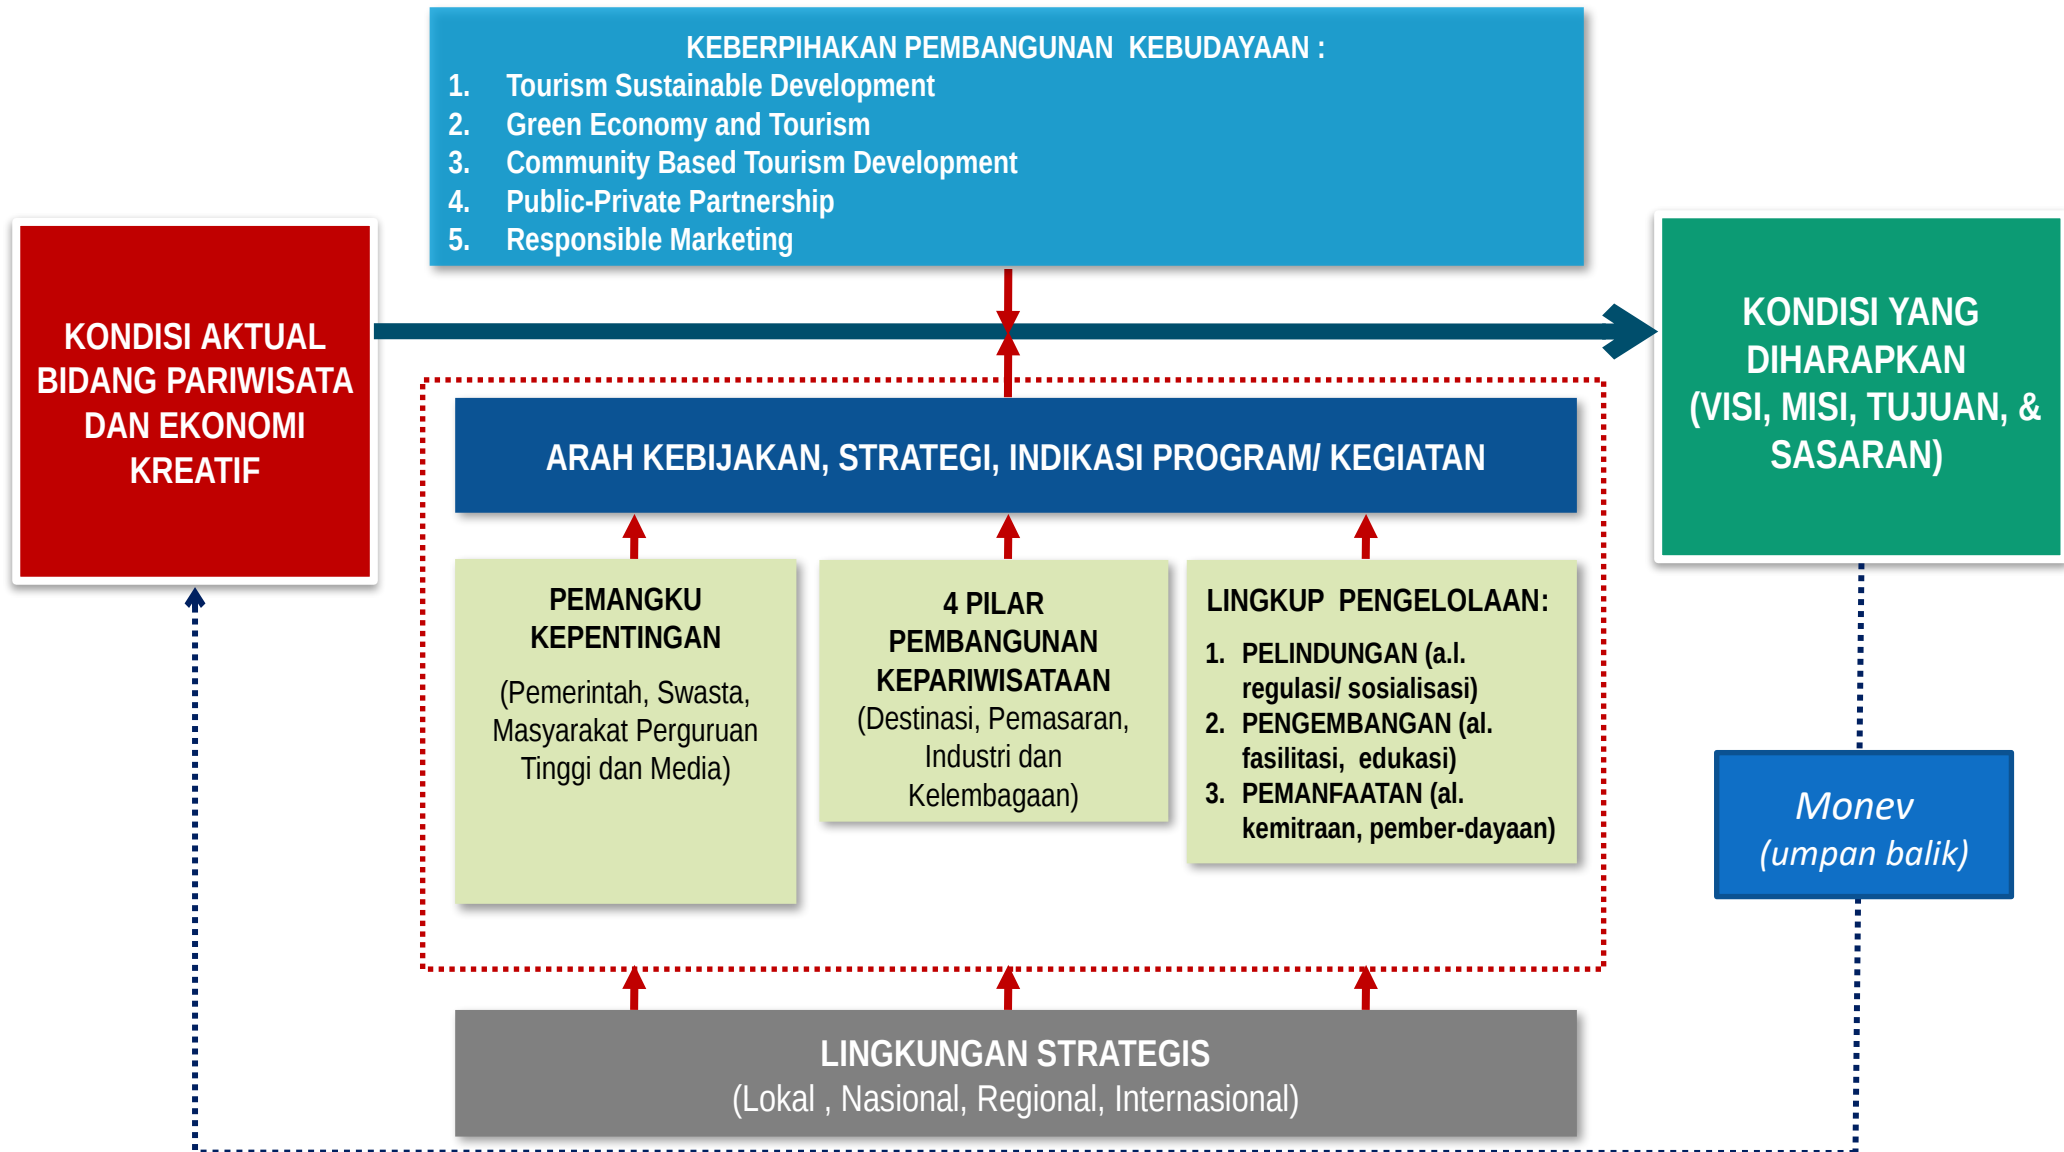 KEBERPIHAKAN PEMBANGUNAN  KEBUDAYAAN :
1. Tourism Sustainable Development
2. Green Economy and Tourism
3. Community Based Tourism Development
4. Public-Private Partnership
5. Responsible Marketing
KONDISI AKTUAL
BIDANG PARIWISATA
DAN EKONOMI
KREATIF
KONDISI YANG
DIHARAPKAN
(VISI, MISI, TUJUAN, &
SASARAN)
ARAH KEBIJAKAN, STRATEGI, INDIKASI PROGRAM/ KEGIATAN
PEMANGKU
KEPENTINGAN
(Pemerintah, Swasta,
Masyarakat Perguruan
Tinggi dan Media)
4 PILAR
PEMBANGUNAN
KEPARIWISATAAN
(Destinasi, Pemasaran,
Industri dan
Kelembagaan)
LINGKUP  PENGELOLAAN:
1. PELINDUNGAN (a.l.
regulasi/ sosialisasi)
2. PENGEMBANGAN (al.
fasilitasi,  edukasi)
3. PEMANFAATAN (al.
kemitraan, pember-dayaan)
Monev
(umpan balik)
LINGKUNGAN STRATEGIS
(Lokal , Nasional, Regional, Internasional)